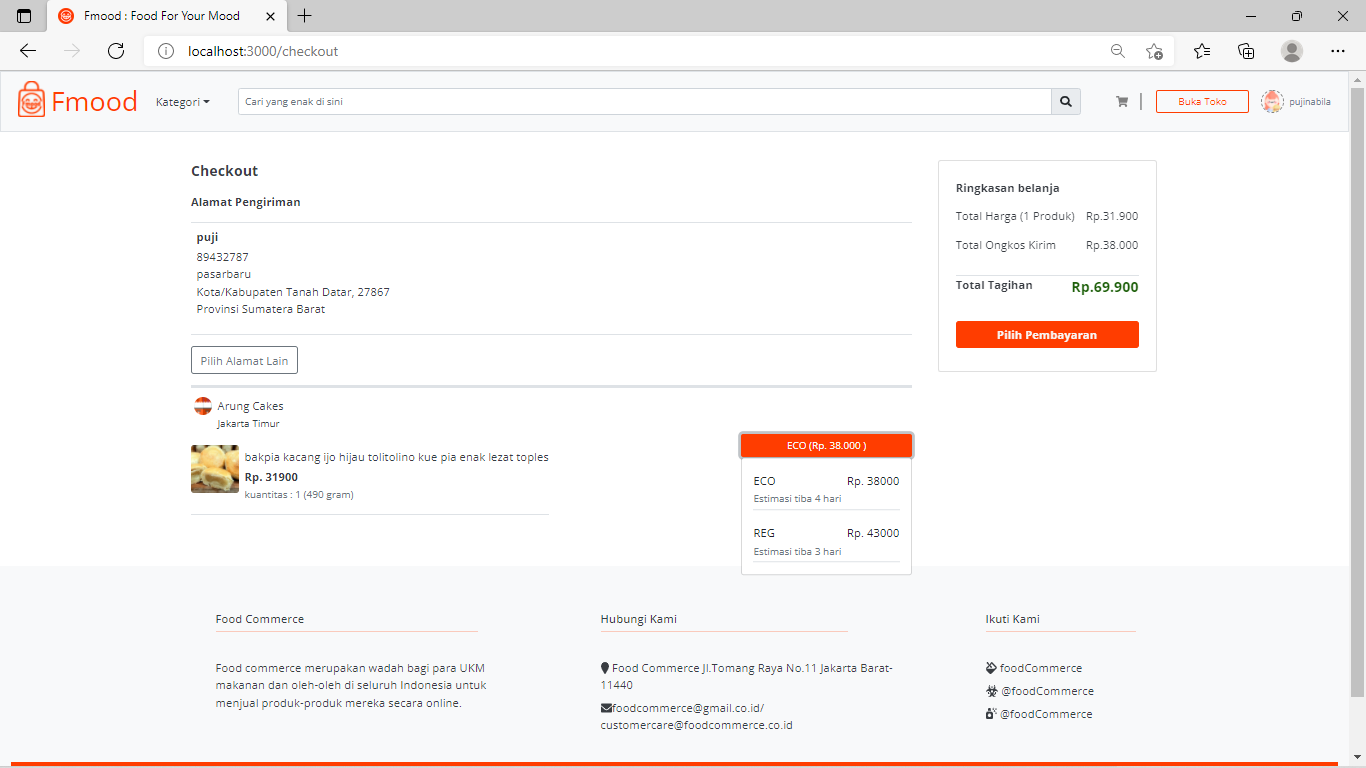 Fmood : Food For Your Mood
localhost:3000/checkout
Fmood
Kategori
Cari yang enak di sini
Buka Toko
pujinabila
Checkout
Alamat Pengiriman
puji
89432787
pasarbaru
Kota/Kabupaten Tanah Datar, 27867
Provinsi Sumatera Barat
Pilih Alamat Lain
Ringkasan belanja
Total Harga (1 Produk) Rp.31.900
Total Ongkos Kirim Rp.38.000
Total Tagihan Rp.69.900
Pilih Pembayaran
Arung Cakes
Jakarta Timur
bakpia kacang ijo hijau tolitolino kue pia enak lezat toples
Rp. 31900
kuantitas : 1 (490 gram)
ECO (Rp. 38.000 )
ECO Rp. 38000
Estimasi tiba 4 hari
REG Rp. 43000
Estimasi tiba 3 hari
Food Commerce
Food commerce merupakan wadah bagi para UKM
makanan dan oleh-oleh di seluruh Indonesia untuk
menjual produk-produk mereka secara online.
Hubungi Kami
Food Commerce Jl.Tomang Raya No.11 Jakarta Barat-
11440
foodcommerce@gmail.co.id/
customercare@foodcommerce.co.id
Ikuti Kami
foodCommerce
@foodCommerce
@foodCommerce